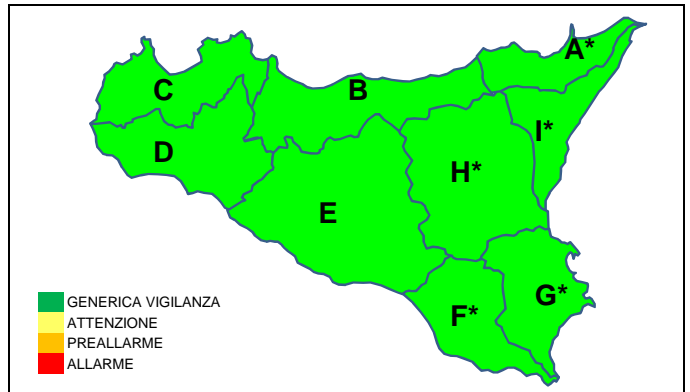 A*
C
B
I*
D
H*
E
G*
F*
GENERICA VIGILANZA
ATTENZIONE
PREALLARME
ALLARME